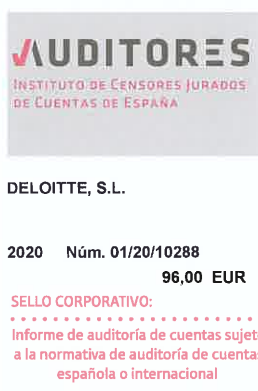 AUDITORES
INSTITUTO DE CENSORES JURADOS
DE CUENTAS DE ESPAÑA
DELOITTE, S.L.
2020 Núm. 01/20/10288
96,00 EUR
SELLO CORPORATIVO:
Informe de auditoría de cuentas sujet
a la normativa de auditoría de cuenta
española o internacional